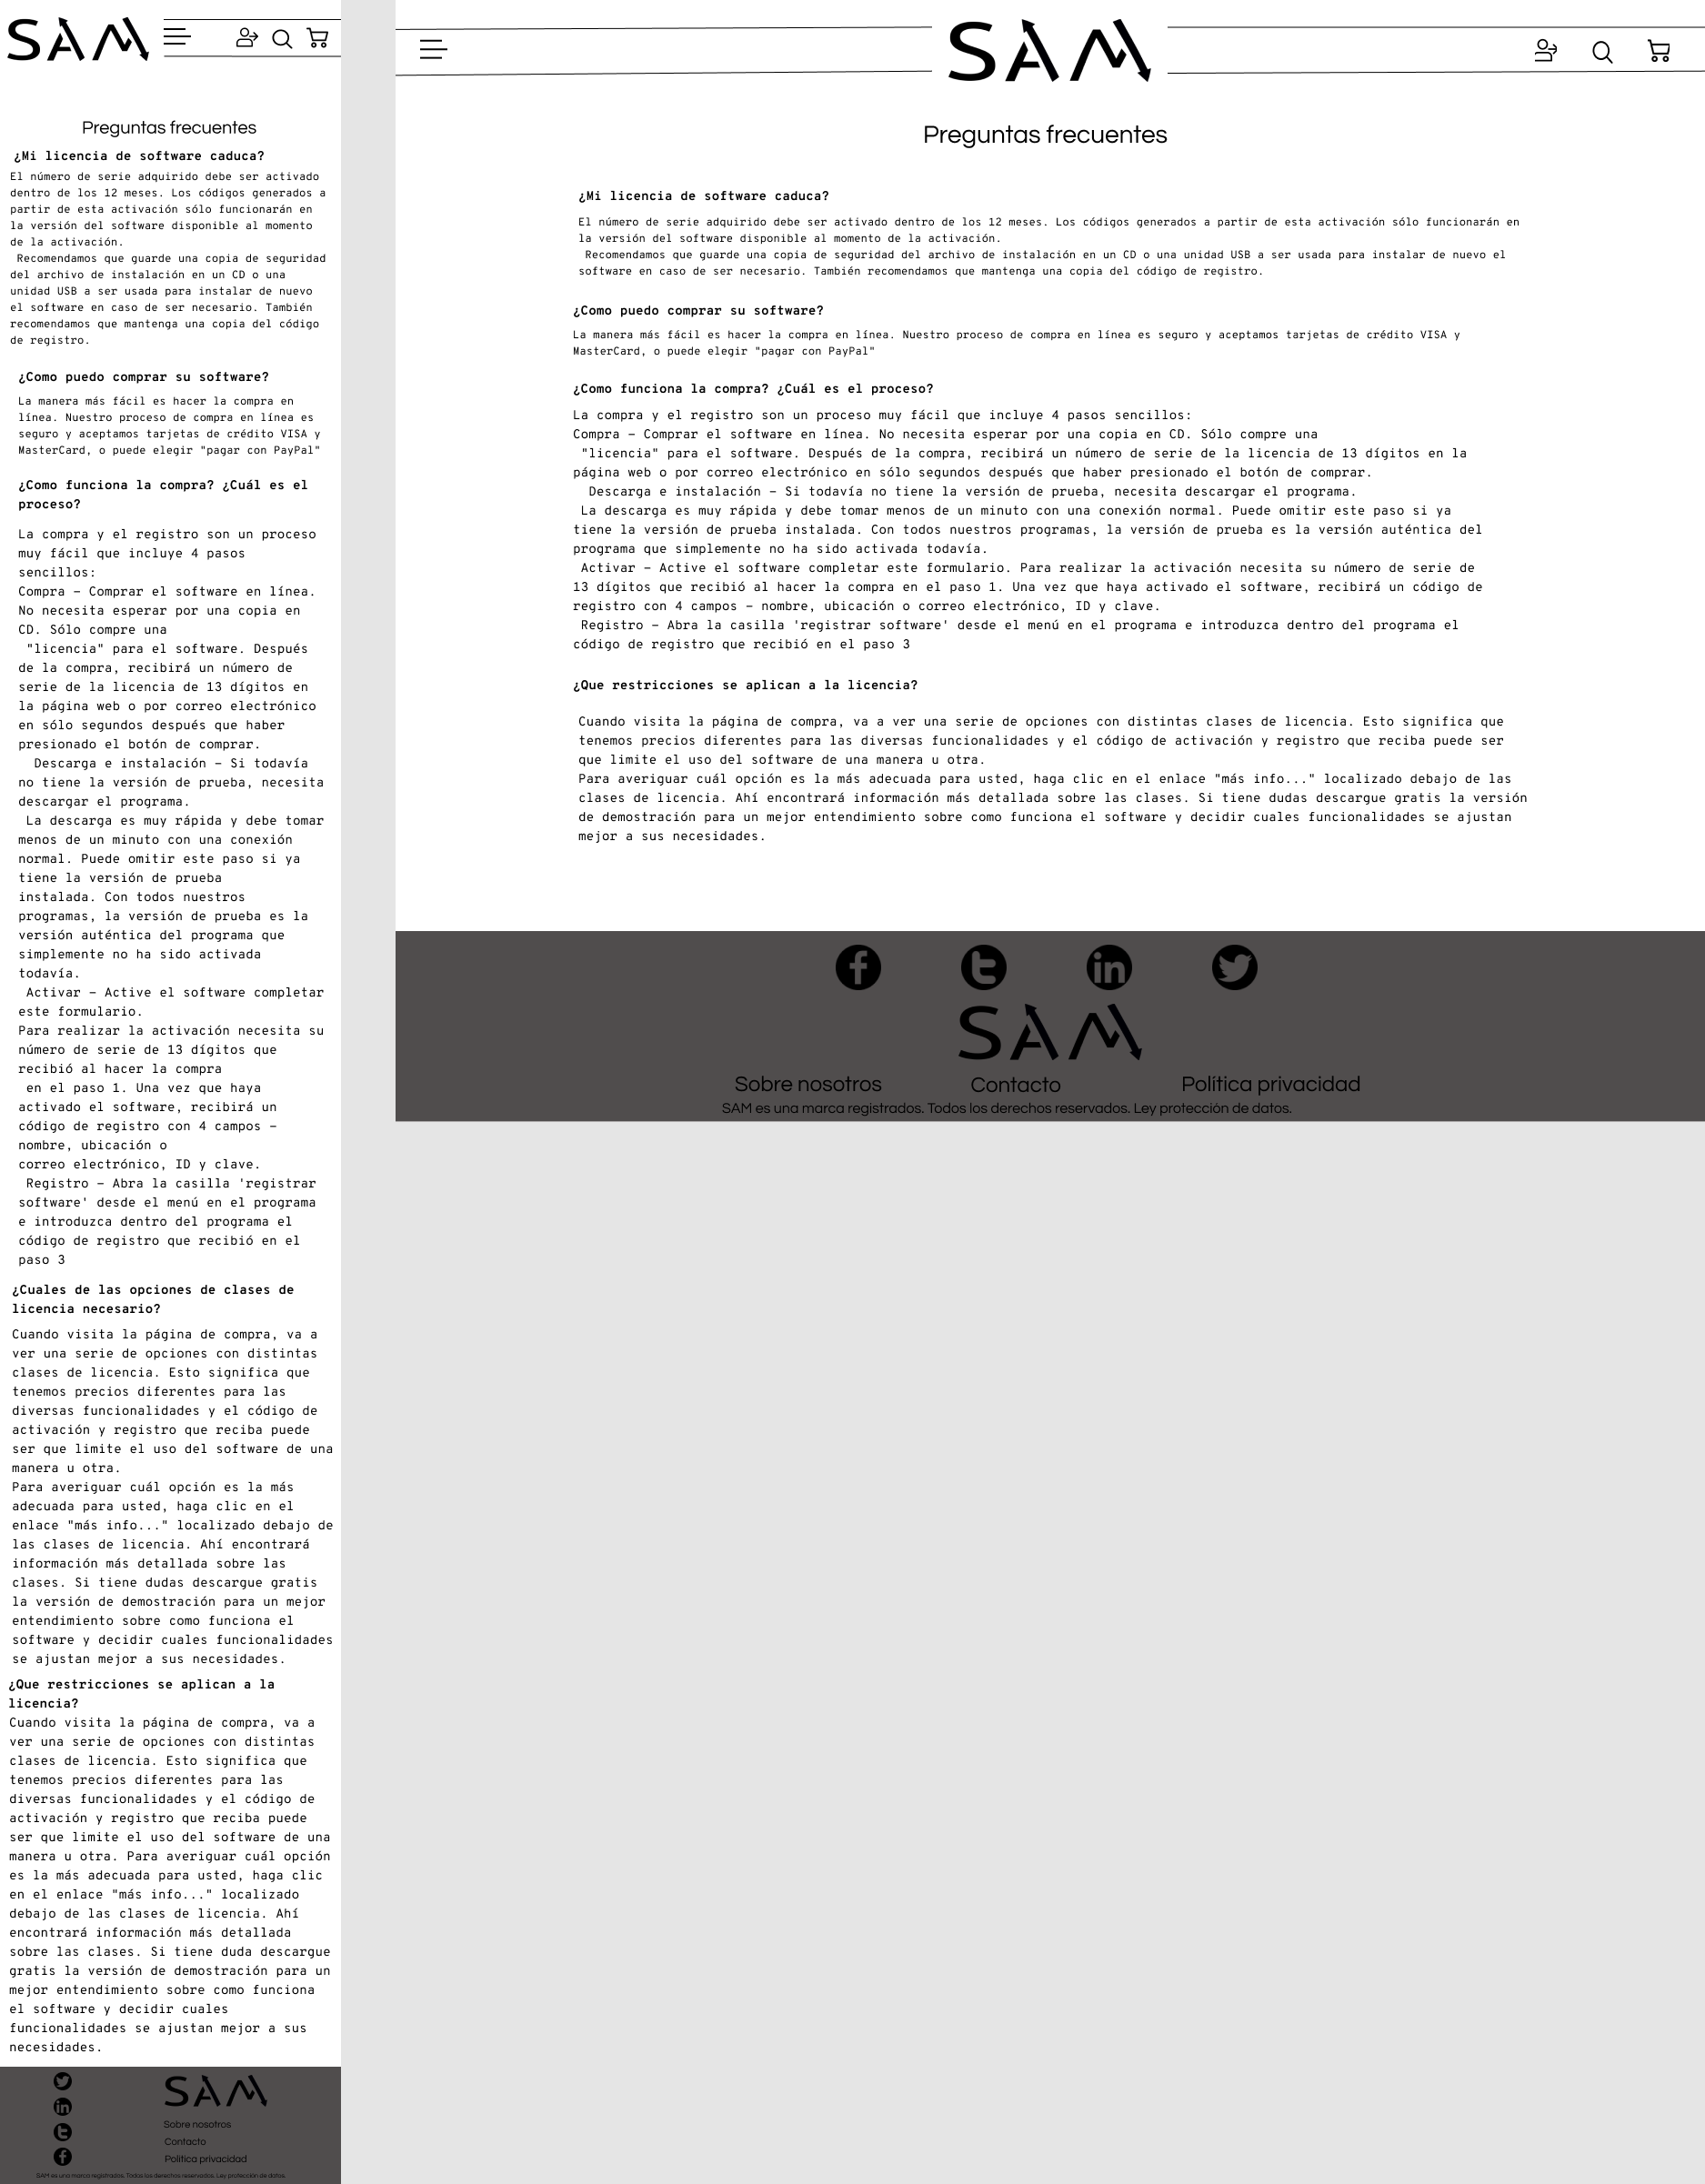 SAM
Preguntas frecuentes
¿Mi licencia de software caduca?
El número de serie adquirido debe ser activado
dentro de los 12 meses. Los códigos generados a
partir de esta activación sólo funcionarán en
la versión del software disponible al momento
de la activación.
Recomendamos que guarde una copia de seguridad
del archivo de instalación en un CD o una
unidad USB a ser usada para instalar de nuevo
el software en caso de ser necesario. También
recomendamos que mantenga una copia del código
de registro.
¿Como puedo comprar su software?
La manera más fácil es hacer la compra en
línea. Nuestro proceso de compra en línea es
seguro y aceptamos tarjetas de crédito VISA y
MasterCard, o puede elegir "pagar con PayPal"
¿Como funciona la compra? ¿Cuál es el
proceso?
La compra y el registro son un proceso
muy fácil que incluye 4 pasos
sencillos:
Compra – Comprar el software en línea.
No necesita esperar por una copia en
CD. Sólo compre una
"licencia" para el software. Después
de la compra, recibirá un número de
serie de la licencia de 13 dígitos en
la página web o por correo electrónico
en sólo segundos después que haber
presionado el botón de comprar.
Descarga e instalación – Si todavía
no tiene la versión de prueba, necesita
descargar el programa.
La descarga es muy rápida y debe tomar
menos de un minuto con una conexión
normal. Puede omitir este paso si ya
tiene la versión de prueba
instalada. Con todos nuestros
programas, la versión de prueba es la
versión auténtica del programa que
simplemente no ha sido activada
todavía.
Activar – Active el software completar
este formulario.
Para realizar la activación necesita su
número de serie de 13 dígitos que
recibió al hacer la compra
en el paso 1. Una vez que haya
activado el software, recibirá un
código de registro con 4 campos –
nombre, ubicación o
correo electrónico, ID y clave.
Registro – Abra la casilla 'registrar
software' desde el menú en el programa
e introduzca dentro del programa el
código de registro que recibió en el
paso 3
¿Cuales de las opciones de clases de
licencia necesario?
Cuando visita la página de compra, va a
ver una serie de opciones con distintas
clases de licencia. Esto significa que
tenemos precios diferentes para las
diversas funcionalidades y el código de
activación y registro que reciba puede
ser que limite el uso del software de una
manera u otra.
Para averiguar cuál opción es la más
adecuada para usted, haga clic en el
enlace "más info..." localizado debajo de
las clases de licencia. Ahí encontrará
información más detallada sobre las
clases. Si tiene dudas descargue gratis
la versión de demostración para un mejor
entendimiento sobre como funciona el
software y decidir cuales funcionalidades
se ajustan mejor a sus necesidades.
¿Que restricciones se aplican a la
licencia?
Cuando visita la página de compra, va a
ver una serie de opciones con distintas
clases de licencia. Esto significa que
tenemos precios diferentes para las
diversas funcionalidades y el código de
activación y registro que reciba puede
ser que limite el uso del software de una
manera u otra. Para averiguar cuál opción
es la más adecuada para usted, haga clic
en el enlace "más info..." localizado
debajo de las clases de licencia. Ahí
encontrará información más detallada
sobre las clases. Si tiene duda descargue
gratis la versión de demostración para un
mejor entendimiento sobre como funciona
el software y decidir cuales
funcionalidades se ajustan mejor a sus
necesidades.
SAM
Sobre nosotros
Contacto
Política privacidad
SAM es una marca registrados. Todos los derechos reservados. Ley protección de datos.
SAM
Preguntas frecuentes
¿Mi licencia de software caduca?
El número de serie adquirido debe ser activado dentro de los 12 meses. Los códigos generados a partir de esta activación sólo funcionarán en
la versión del software disponible al momento de la activación.
Recomendamos que guarde una copia de seguridad del archivo de instalación en un CD o una unidad USB a ser usada para instalar de nuevo el
software en caso de ser necesario. También recomendamos que mantenga una copia del código de registro.
¿Como puedo comprar su software?
La manera más fácil es hacer la compra en línea. Nuestro proceso de compra en línea es seguro y aceptamos tarjetas de crédito VISA y
MasterCard, o puede elegir "pagar con PayPal"
¿Como funciona la compra? ¿Cuál es el proceso?
La compra y el registro son un proceso muy fácil que incluye 4 pasos sencillos:
Compra – Comprar el software en línea. No necesita esperar por una copia en CD. Sólo compre una
"licencia" para el software. Después de la compra, recibirá un número de serie de la licencia de 13 dígitos en la
página web o por correo electrónico en sólo segundos después que haber presionado el botón de comprar.
Descarga e instalación – Si todavía no tiene la versión de prueba, necesita descargar el programa.
La descarga es muy rápida y debe tomar menos de un minuto con una conexión normal. Puede omitir este paso si ya
tiene la versión de prueba instalada. Con todos nuestros programas, la versión de prueba es la versión auténtica del
programa que simplemente no ha sido activada todavía.
Activar – Active el software completar este formulario. Para realizar la activación necesita su número de serie de
13 dígitos que recibió al hacer la compra en el paso 1. Una vez que haya activado el software, recibirá un código de
registro con 4 campos – nombre, ubicación o correo electrónico, ID y clave.
Registro – Abra la casilla 'registrar software' desde el menú en el programa e introduzca dentro del programa el
código de registro que recibió en el paso 3
¿Que restricciones se aplican a la licencia?
Cuando visita la página de compra, va a ver una serie de opciones con distintas clases de licencia. Esto significa que
tenemos precios diferentes para las diversas funcionalidades y el código de activación y registro que reciba puede ser
que limite el uso del software de una manera u otra.
Para averiguar cuál opción es la más adecuada para usted, haga clic en el enlace "más info..." localizado debajo de las
clases de licencia. Ahí encontrará información más detallada sobre las clases. Si tiene dudas descargue gratis la versión
de demostración para un mejor entendimiento sobre como funciona el software y decidir cuales funcionalidades se ajustan
mejor a sus necesidades.
SAM
Sobre nosotros Contacto Política privacidad
SAM es una marca registrados. Todos los derechos reservados. Ley protección de datos.